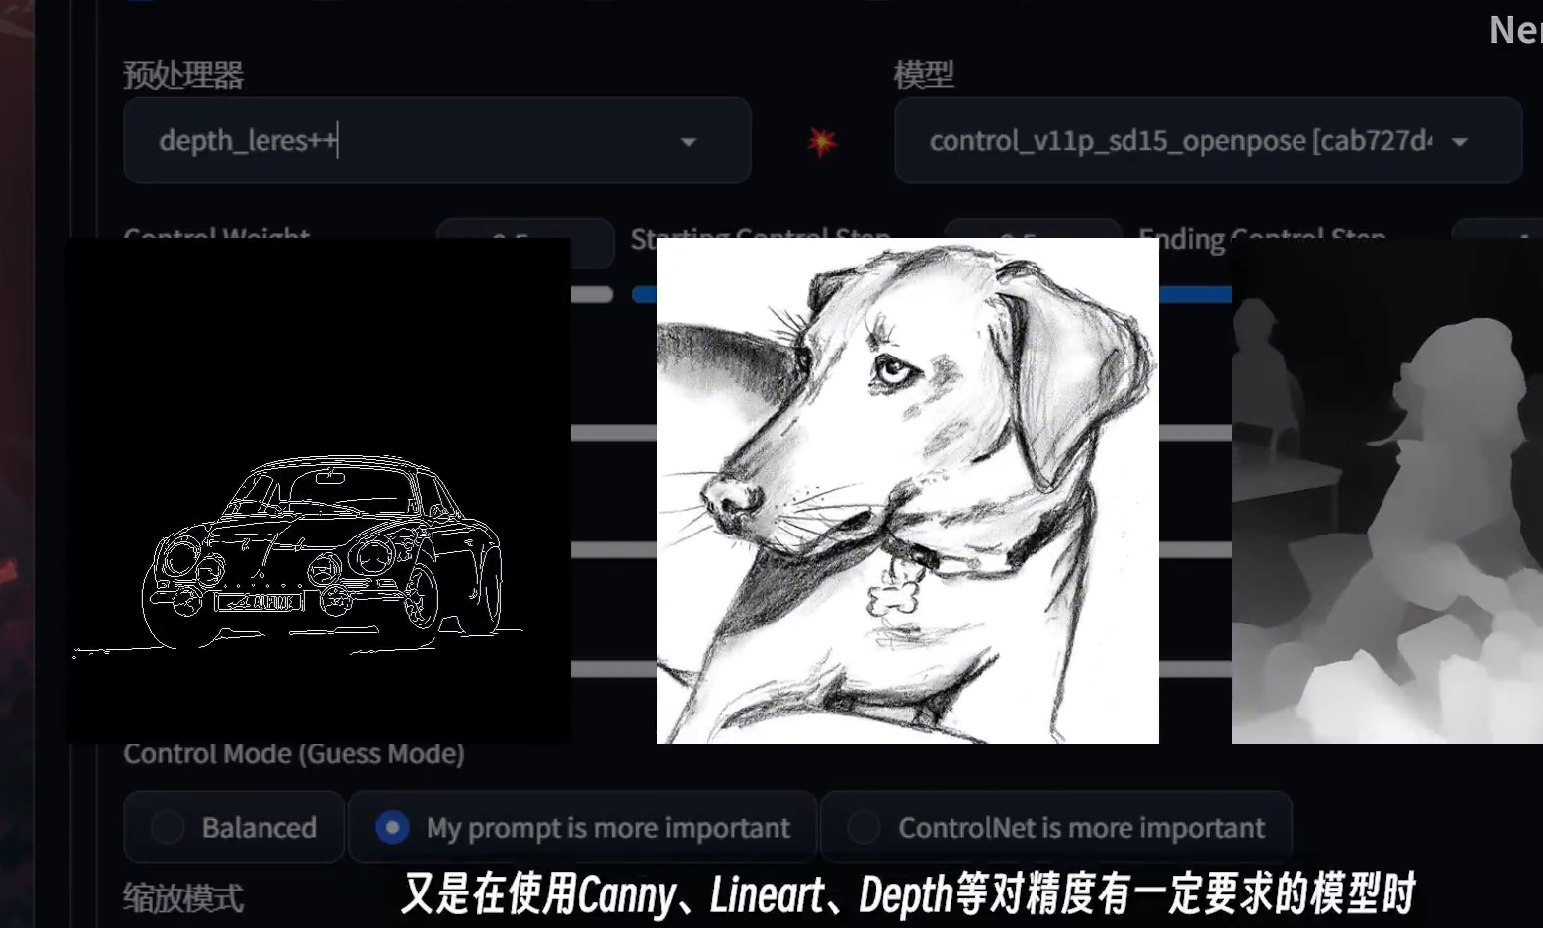 预处理器
模型
depth_leres++
control_v11p_sd15_openpose [cab727d
Control Weight
Starting Control Step
Ending Control Step
Control Mode (Guess Mode)
Balanced
My prompt is more important
ControlNet is more important
缩放模式
又是在使用Canny、Lineart、Depth等对精度有一定要求的模型时